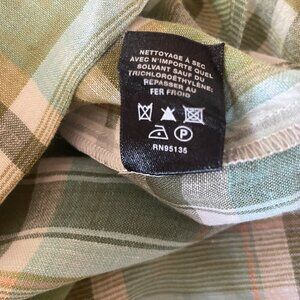 NETTOYAGE À SEC
AVEC N'IMPORTE QUEL
SOLVANT SAUF DU
TRICHLOROÉTHYLÈNE;
REPASSER AU
FER FROID
P
RN95135